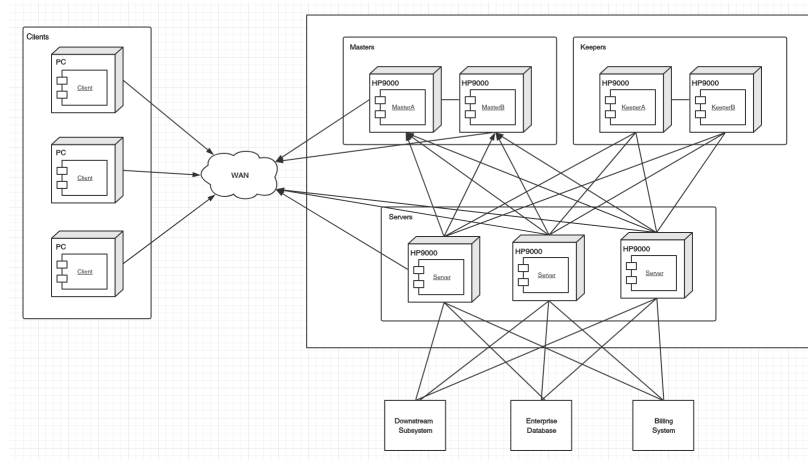 Clients
PC
Client
PC
Client
PC
Client
WAN
Masters
HP9000
MasterA
HP9000
MasterB
Keepers
HP9000
KeeperA
HP9000
KeeperB
Servers
HP9000
Server
HP9000
Server
HP9000
Server
Downstream
Subsystem
Enterprise
Database
Billing
System